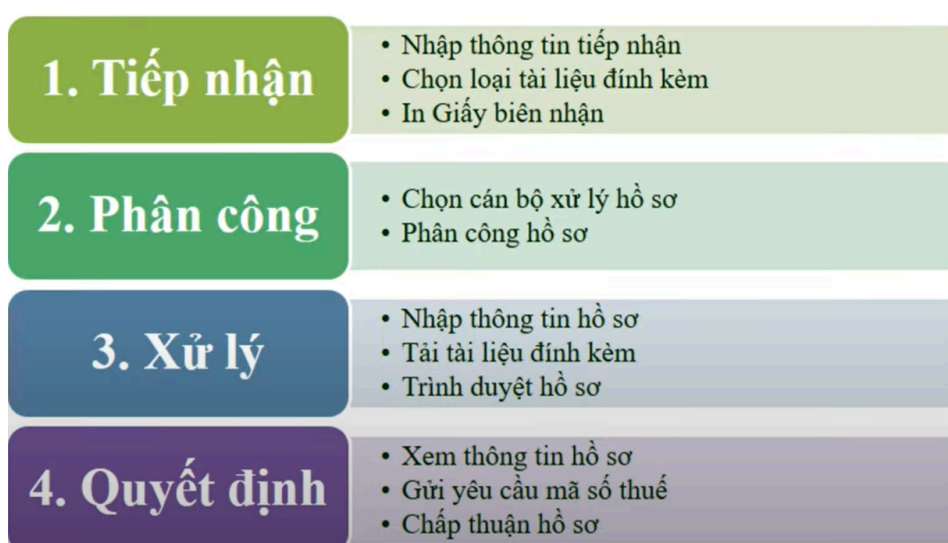 1. Tiếp nhận
• Nhập thông tin tiếp nhận
• Chọn loại tài liệu đính kèm
• In Giấy biên nhận
2. Phân công
• Chọn cán bộ xử lý hồ sơ
• Phân công hồ sơ
3. Xử lý
• Nhập thông tin hồ sơ
• Tải tài liệu đính kèm
• Trình duyệt hồ sơ
4. Quyết định
• Xem thông tin hồ sơ
• Gửi yêu cầu mã số thuế
• Chấp thuận hồ sơ